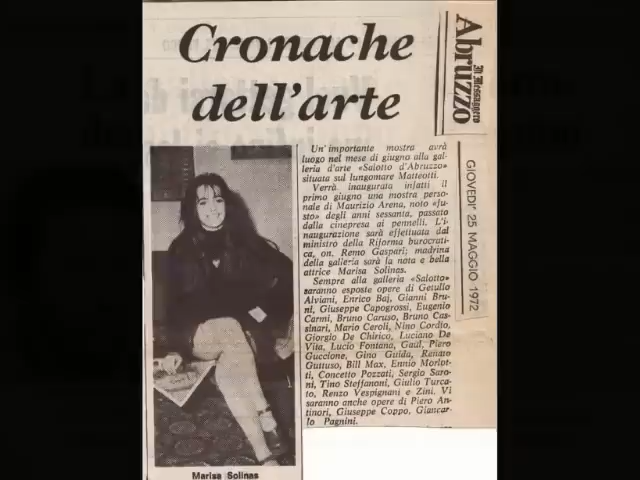 Cronache
dell'arte
Il Messaggero
Abruzzo
GIOVEDI' 25 MAGGIO 1972
Un'importante mostra avrà
luogo nel mese di giugno alla gal-
leria d'arte «Salotto d'Abruzzo»
situata sul lungomare Matteotti.
Verrà inaugurata infatti il
primo giugno una mostra perso-
nale di Maurizio Arena, noto «fu-
sto» degli anni sessanta, passato
dalla cinepresa ai pennelli. L'i-
naugurazione sarà effettuata dal
ministro della Riforma burocrati-
ca, on. Remo Gaspari; madrina
della galleria sarà la nota e bella
attrice Marisa Solinas.
Sempre alla galleria «Salotto»
saranno esposte opere di Getulio
Alviani, Enrico Baj, Gianni Bru-
ni, Giuseppe Capogrossi, Eugenio
Carmi, Bruno Caruso, Bruno Cas-
sinari, Mario Ceroli, Nino Cordio,
Giorgio De Chirico, Luciano De
Vita, Lucio Fontana, Gaul, Piero
Guccione, Gino Guida, Renato
Guttuso, Bill Max, Ennio Morlot-
ti, Concetto Pozzati, Sergio Saro-
ni, Tino Steffanoni, Giulio Turca-
to, Renzo Vespignani e Zini. Vi
saranno anche opere di Piero An-
tinori, Giuseppe Coppo, Giancar-
lo Pagnini.
Marisa Solinas